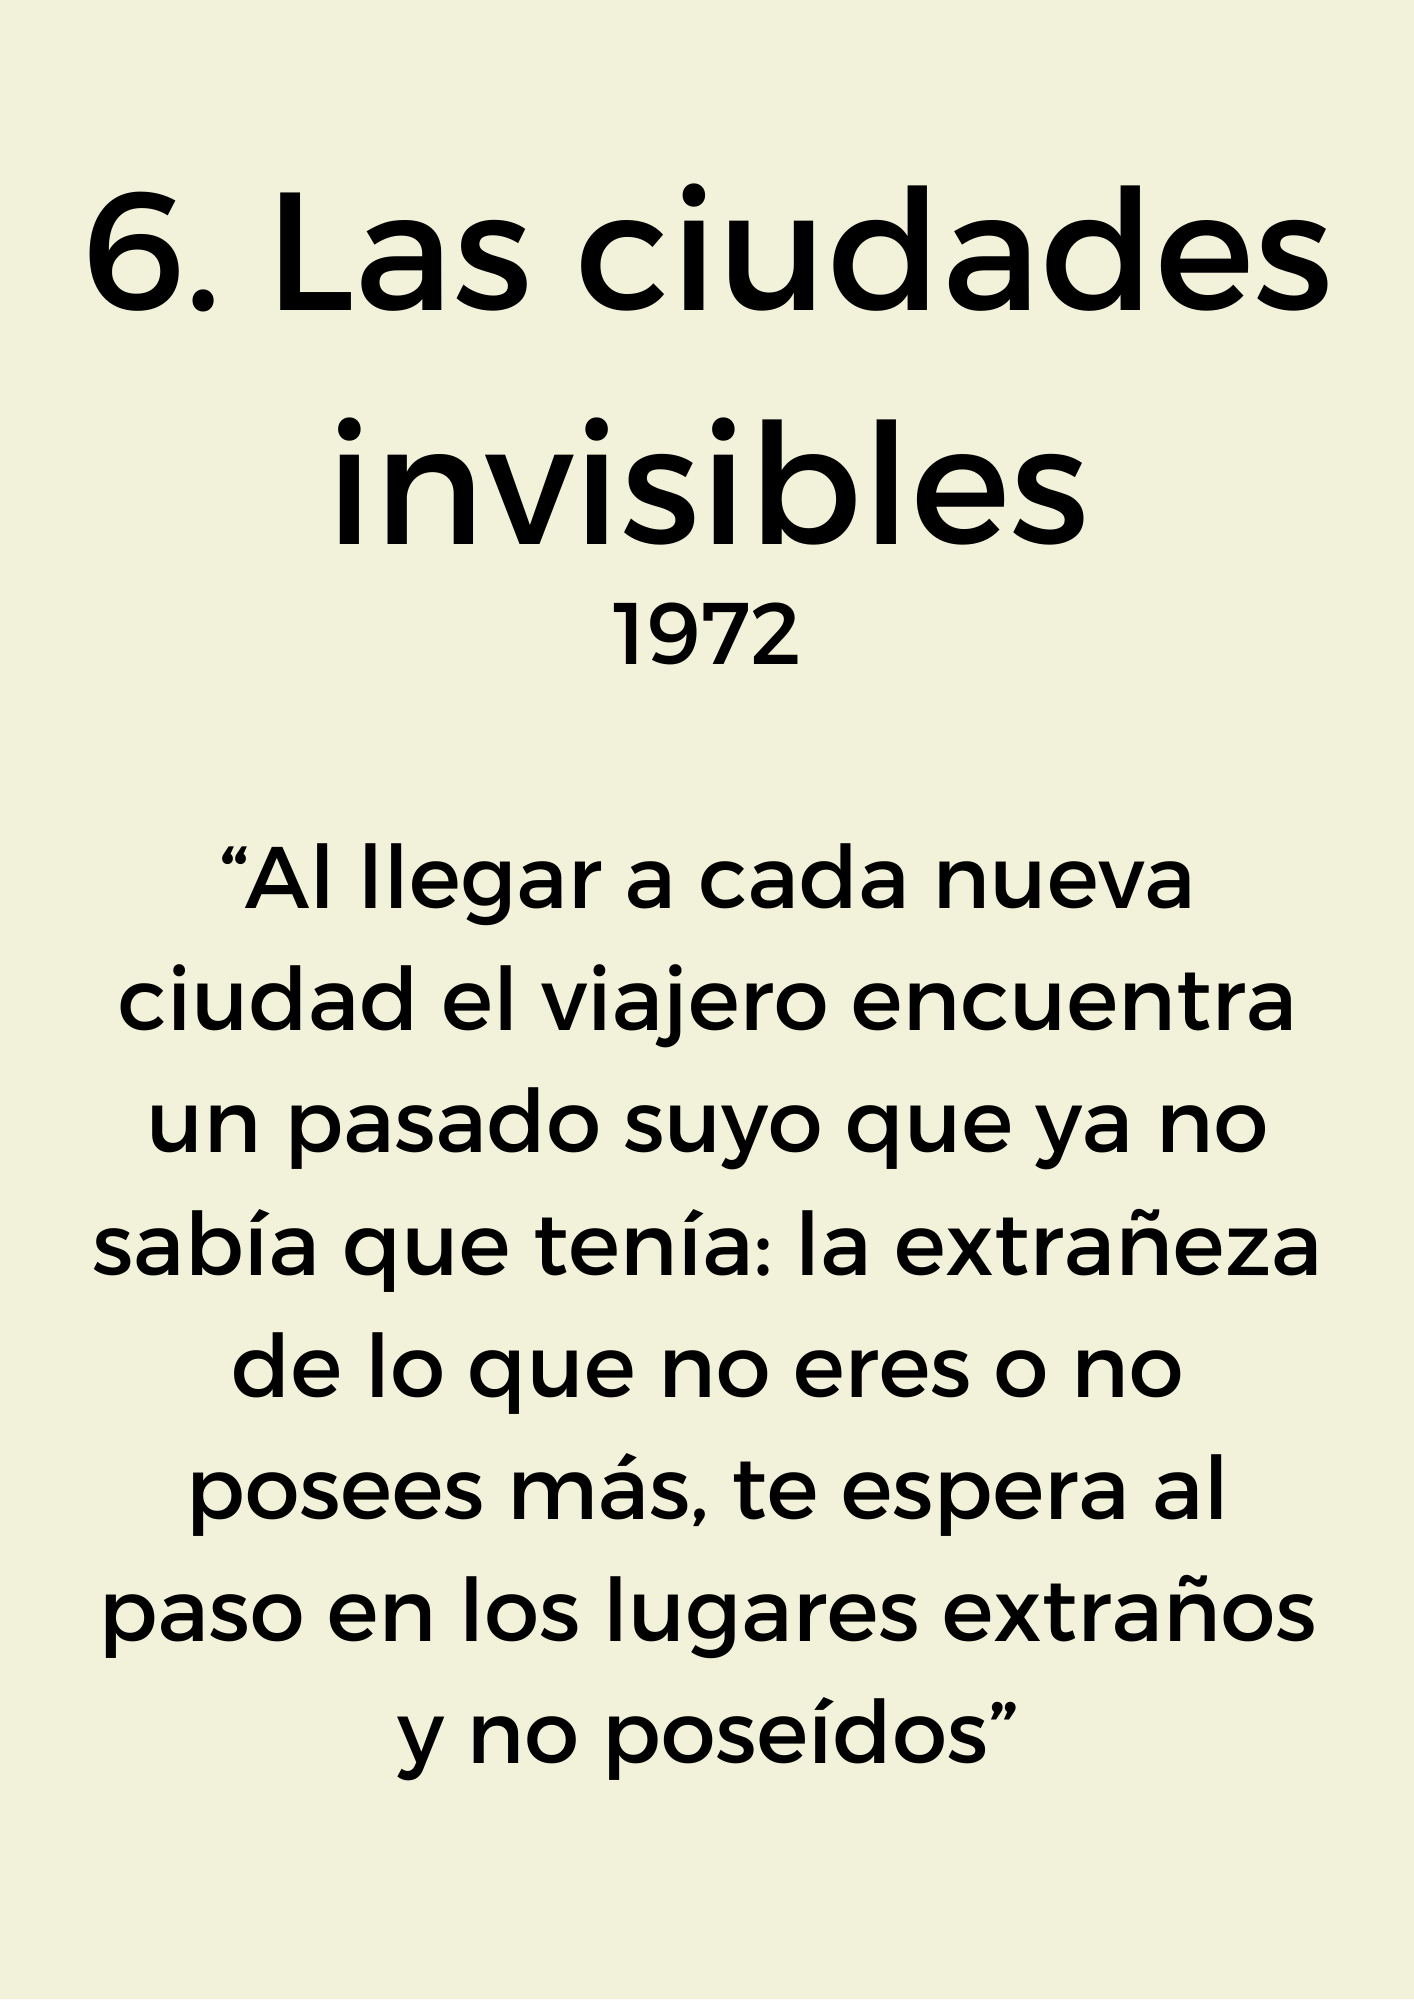 6. Las ciudades
invisibles
1972
“Al llegar a cada nueva
ciudad el viajero encuentra
un pasado suyo que ya no
sabía que tenía: la extrañeza
de lo que no eres o no
posees más, te espera al
paso en los lugares extraños
y no poseídos”